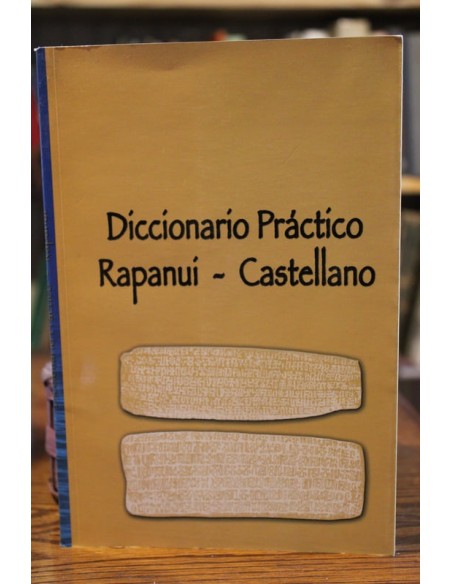 Diccionario Práctico
Rapanui - Castellano